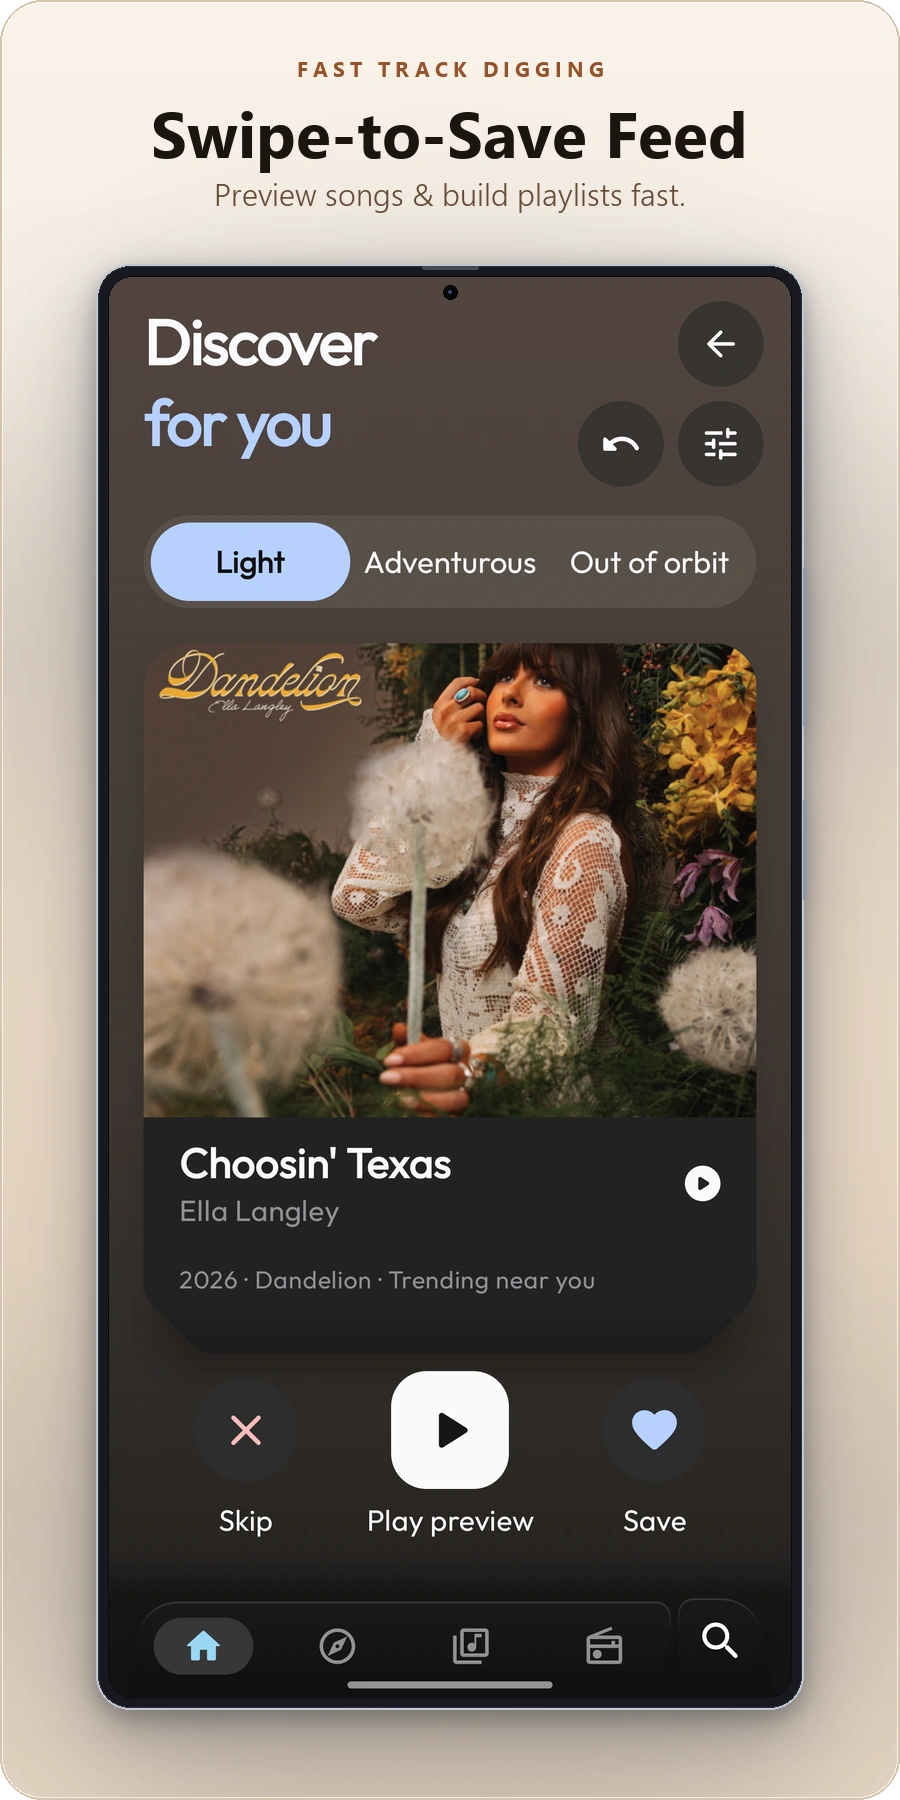 FAST TRACK DIGGING
Swipe-to-Save Feed
Preview songs & build playlists fast.
Discover
for you
Light Adventurous Out of orbit
Dandelion
Ella Langley
Choosin' Texas
Ella Langley
2026 · Dandelion · Trending near you
Skip Play preview Save